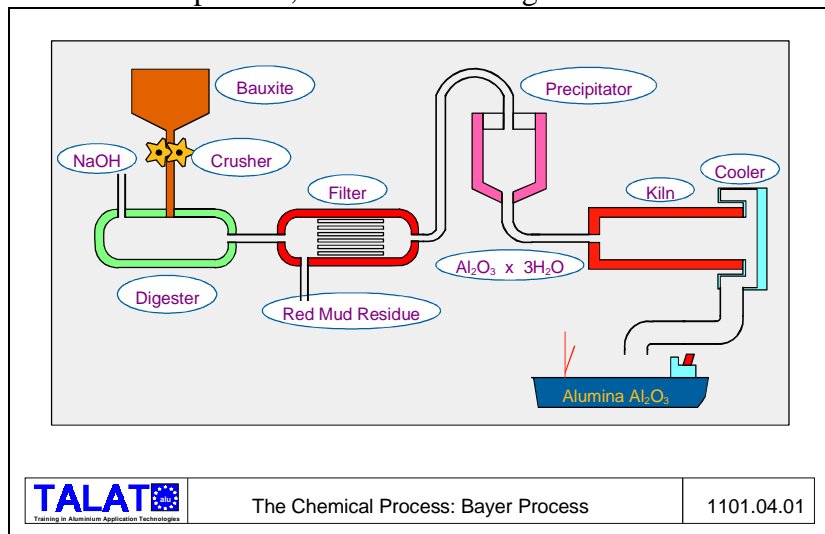 Bauxite
Precipitator
NaOH
Crusher
Cooler
Filter
Kiln
Al₂O₃ x 3H₂O
Digester
Red Mud Residue
Alumina Al₂O₃
TALAT
alu
Training in Aluminium Application Technologies
The Chemical Process: Bayer Process
1101.04.01